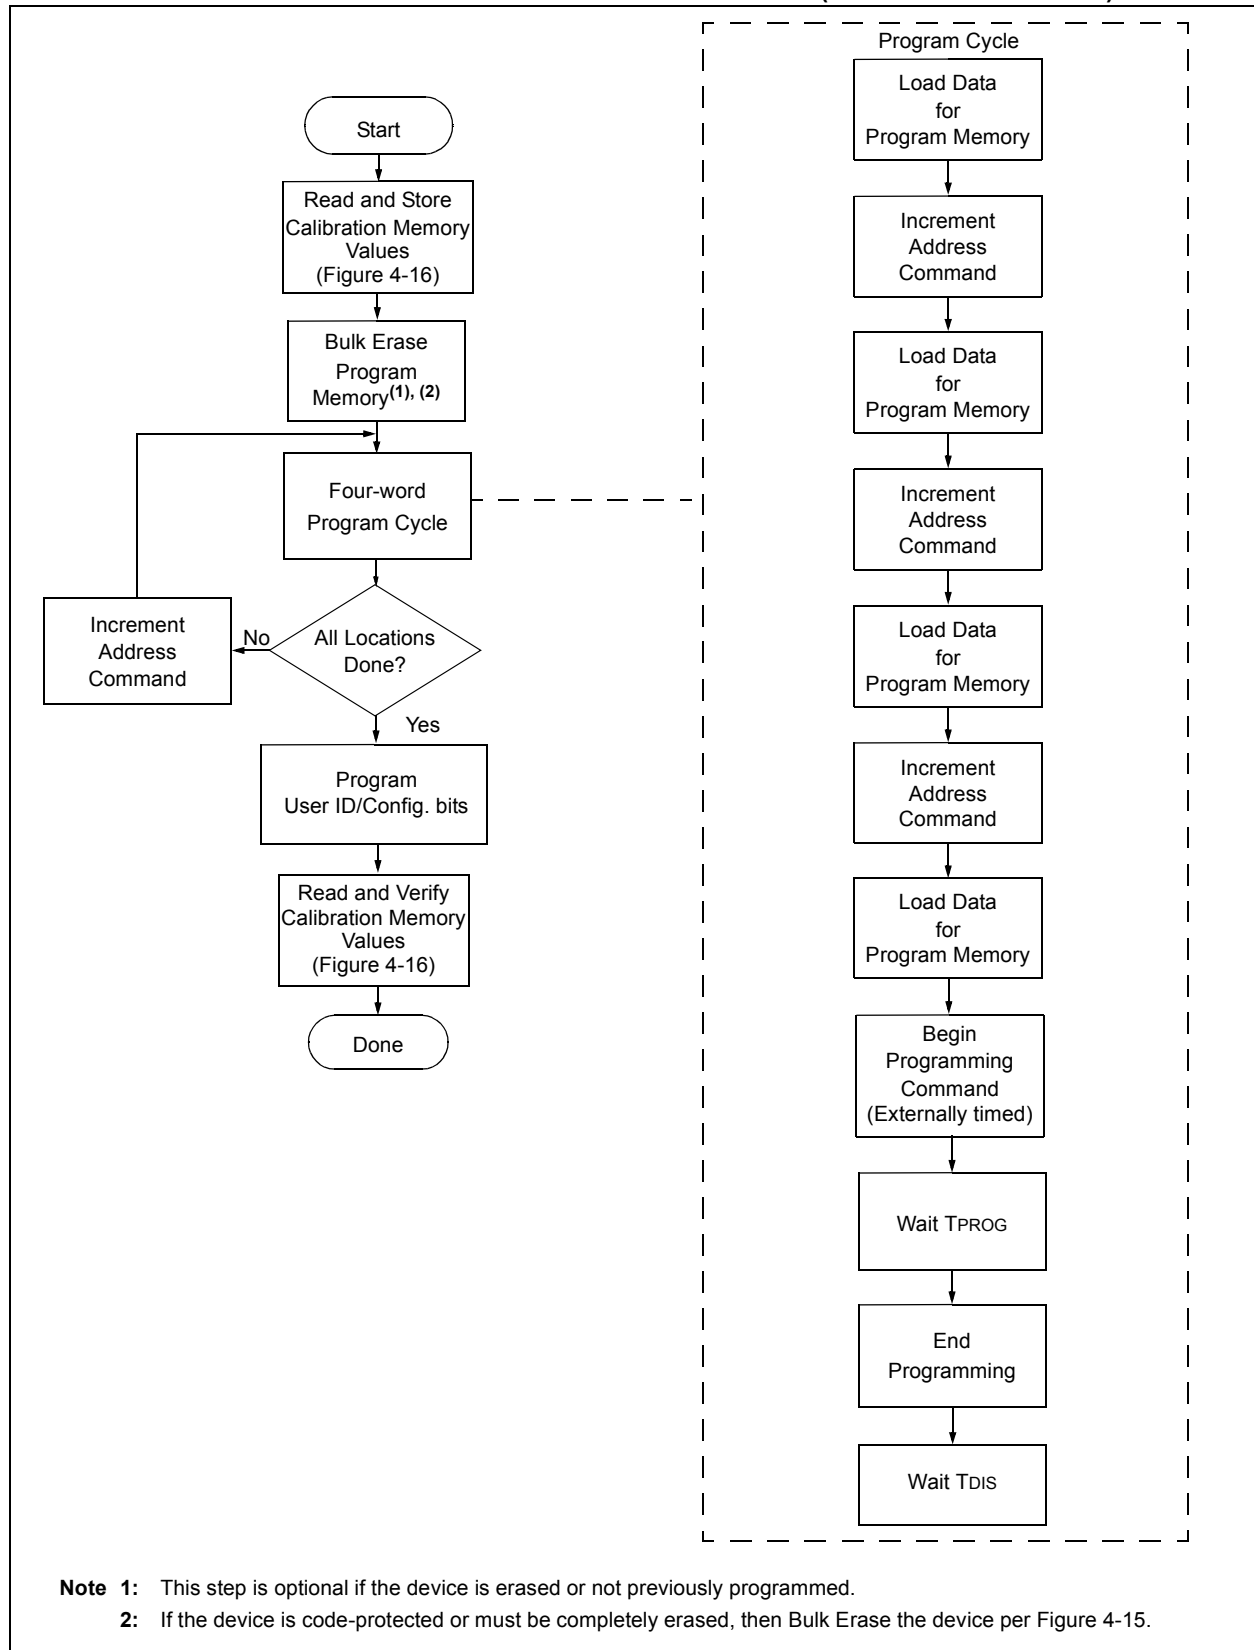 Start
Read and Store
Calibration Memory
Values
(Figure 4-16)
Bulk Erase
Program
Memory(1), (2)
Four-word
Program Cycle
All Locations
Done?
No
Increment
Address
Command
Yes
Program
User ID/Config. bits
Read and Verify
Calibration Memory
Values
(Figure 4-16)
Done
Program Cycle
Load Data
for
Program Memory
Increment
Address
Command
Load Data
for
Program Memory
Increment
Address
Command
Load Data
for
Program Memory
Increment
Address
Command
Load Data
for
Program Memory
Begin
Programming
Command
(Externally timed)
Wait TPROG
End
Programming
Wait TDIS
Note 1: This step is optional if the device is erased or not previously programmed.
2: If the device is code-protected or must be completely erased, then Bulk Erase the device per Figure 4-15.